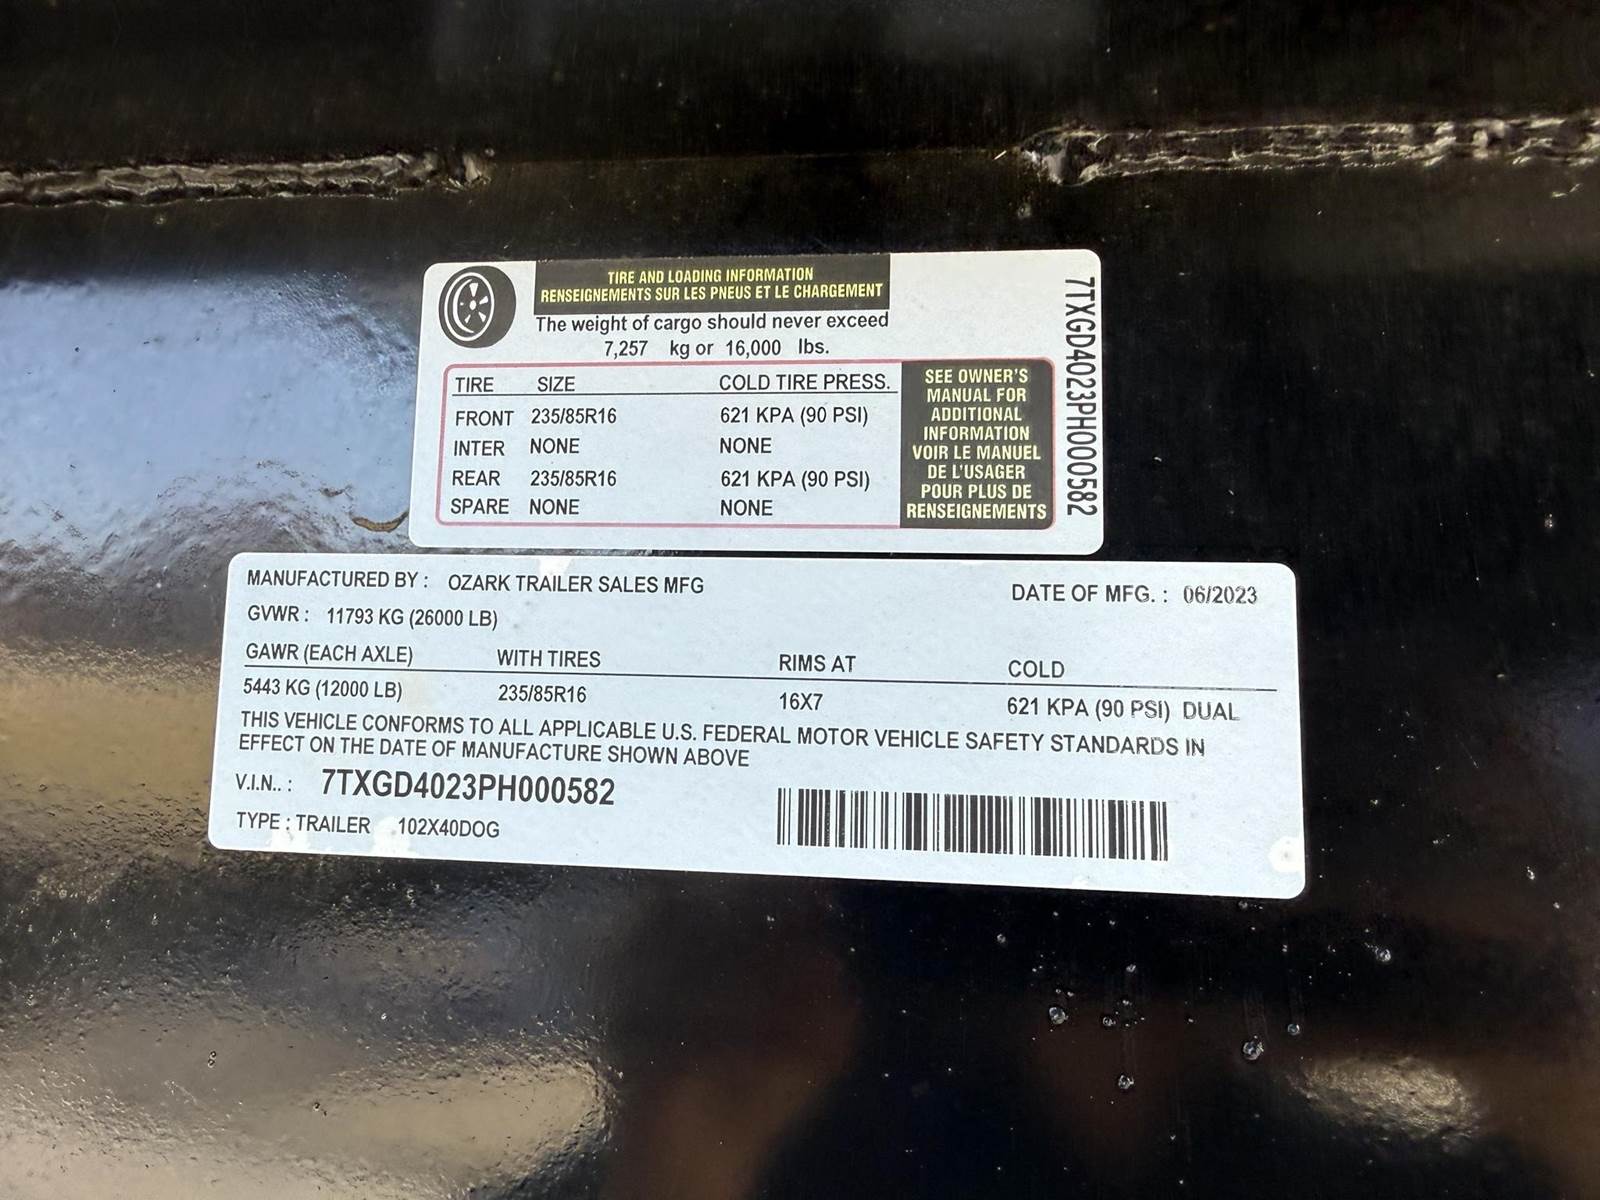 TIRE AND LOADING INFORMATION
RENSEIGNEMENTS SUR LES PNEUS ET LE CHARGEMENT
The weight of cargo should never exceed
7,257 kg or 16,000 lbs.
TIRE SIZE COLD TIRE PRESS.
FRONT 235/85R16 621 KPA (90 PSI)
INTER NONE NONE
REAR 235/85R16 621 KPA (90 PSI)
SPARE NONE NONE
SEE OWNER'S
MANUAL FOR
ADDITIONAL
INFORMATION
VOIR LE MANUEL
DE L'USAGER
POUR PLUS DE
RENSEIGNEMENTS
7TXGD4023PH000582
MANUFACTURED BY : OZARK TRAILER SALES MFG DATE OF MFG. : 06/2023
GVWR : 11793 KG (26000 LB)
GAWR (EACH AXLE) WITH TIRES RIMS AT COLD
5443 KG (12000 LB) 235/85R16 16X7 621 KPA (90 PSI) DUAL
THIS VEHICLE CONFORMS TO ALL APPLICABLE U.S. FEDERAL MOTOR VEHICLE SAFETY STANDARDS IN
EFFECT ON THE DATE OF MANUFACTURE SHOWN ABOVE
V.I.N.. : 7TXGD4023PH000582
TYPE : TRAILER 102X40DOG